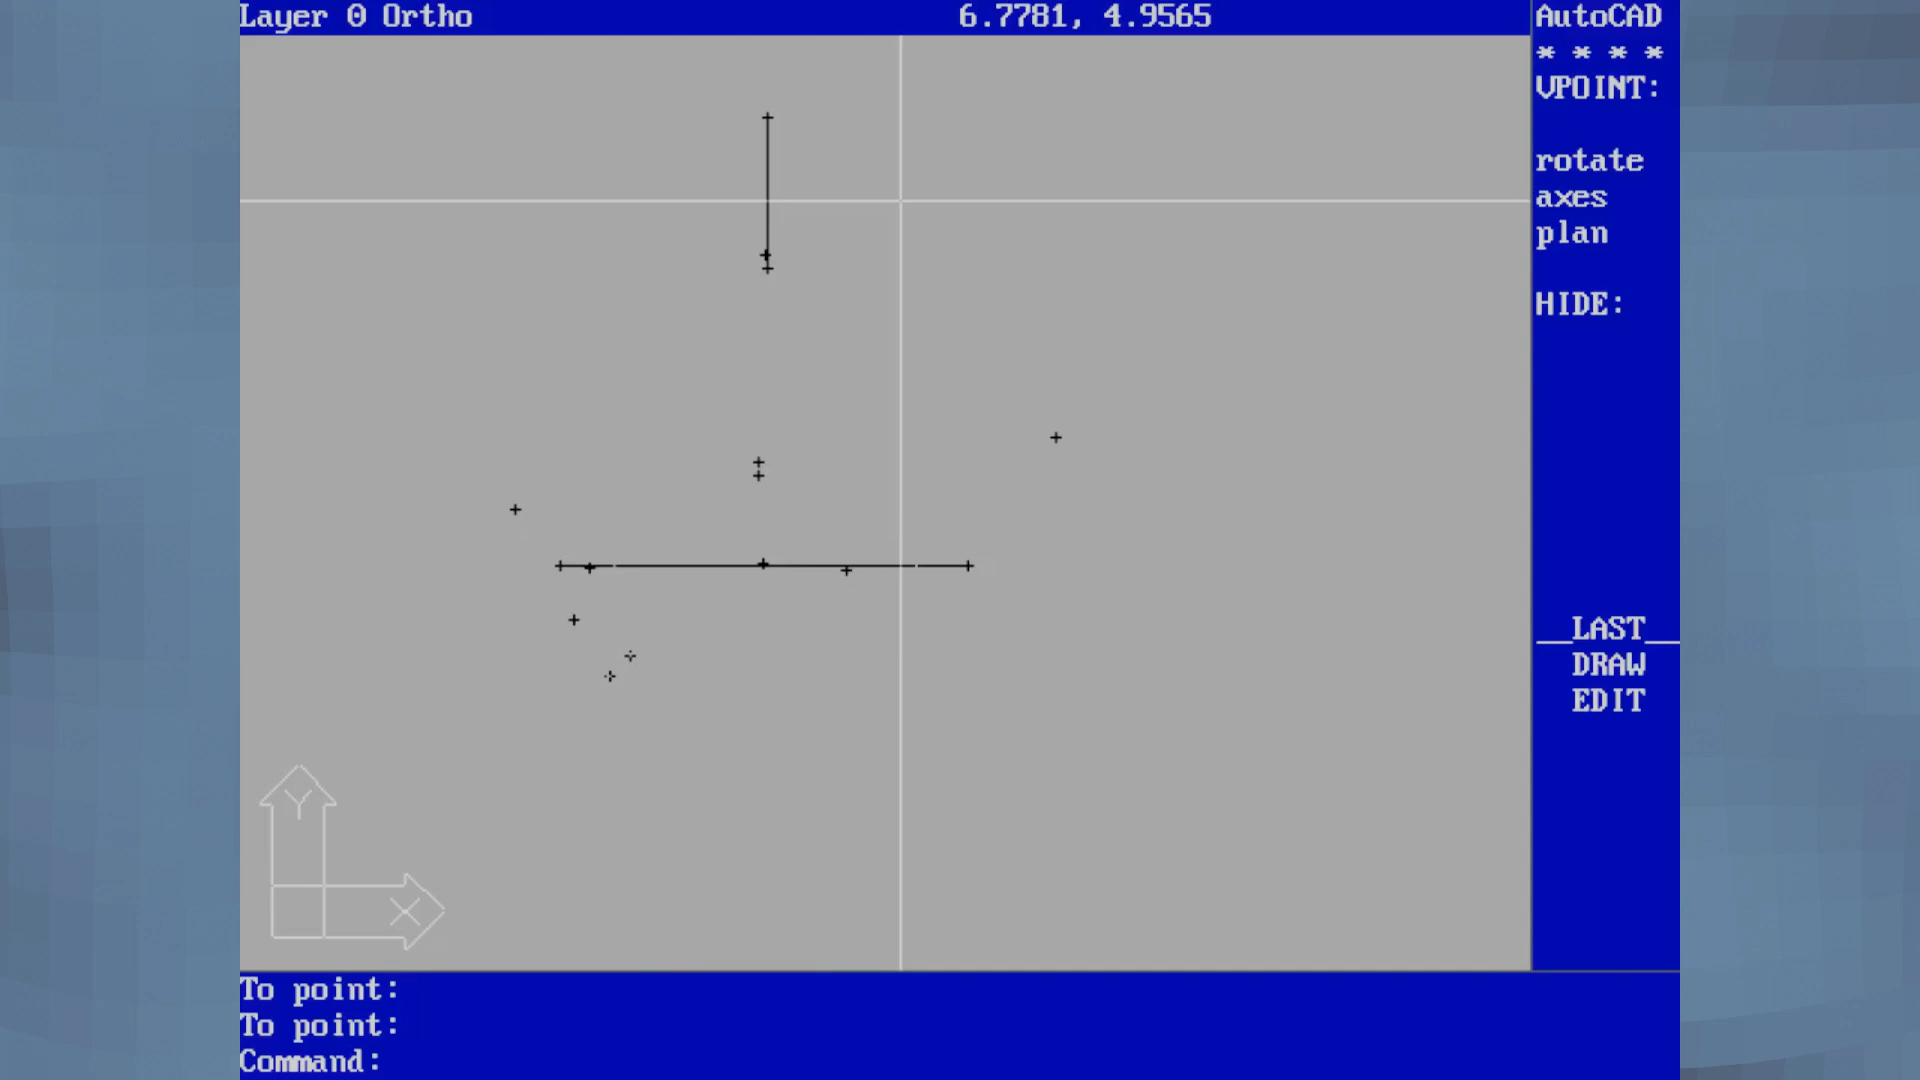 Layer 0 Ortho 6.7781, 4.9565
AutoCAD
* * * *
VPOINT:
rotate
axes
plan
HIDE:
__LAST__
DRAW
EDIT
Y
X
To point:
To point:
Command: